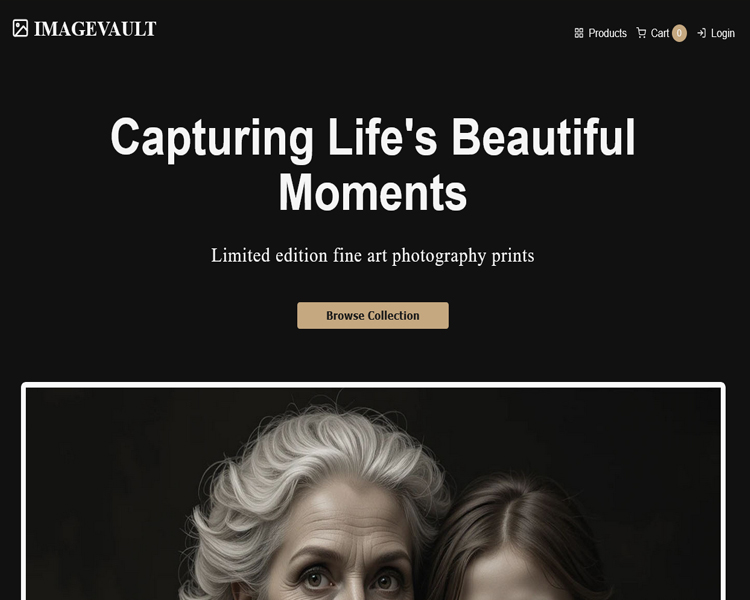 IMAGEVAULT
Products Cart 0 Login
Capturing Life's Beautiful
Moments
Limited edition fine art photography prints
Browse Collection